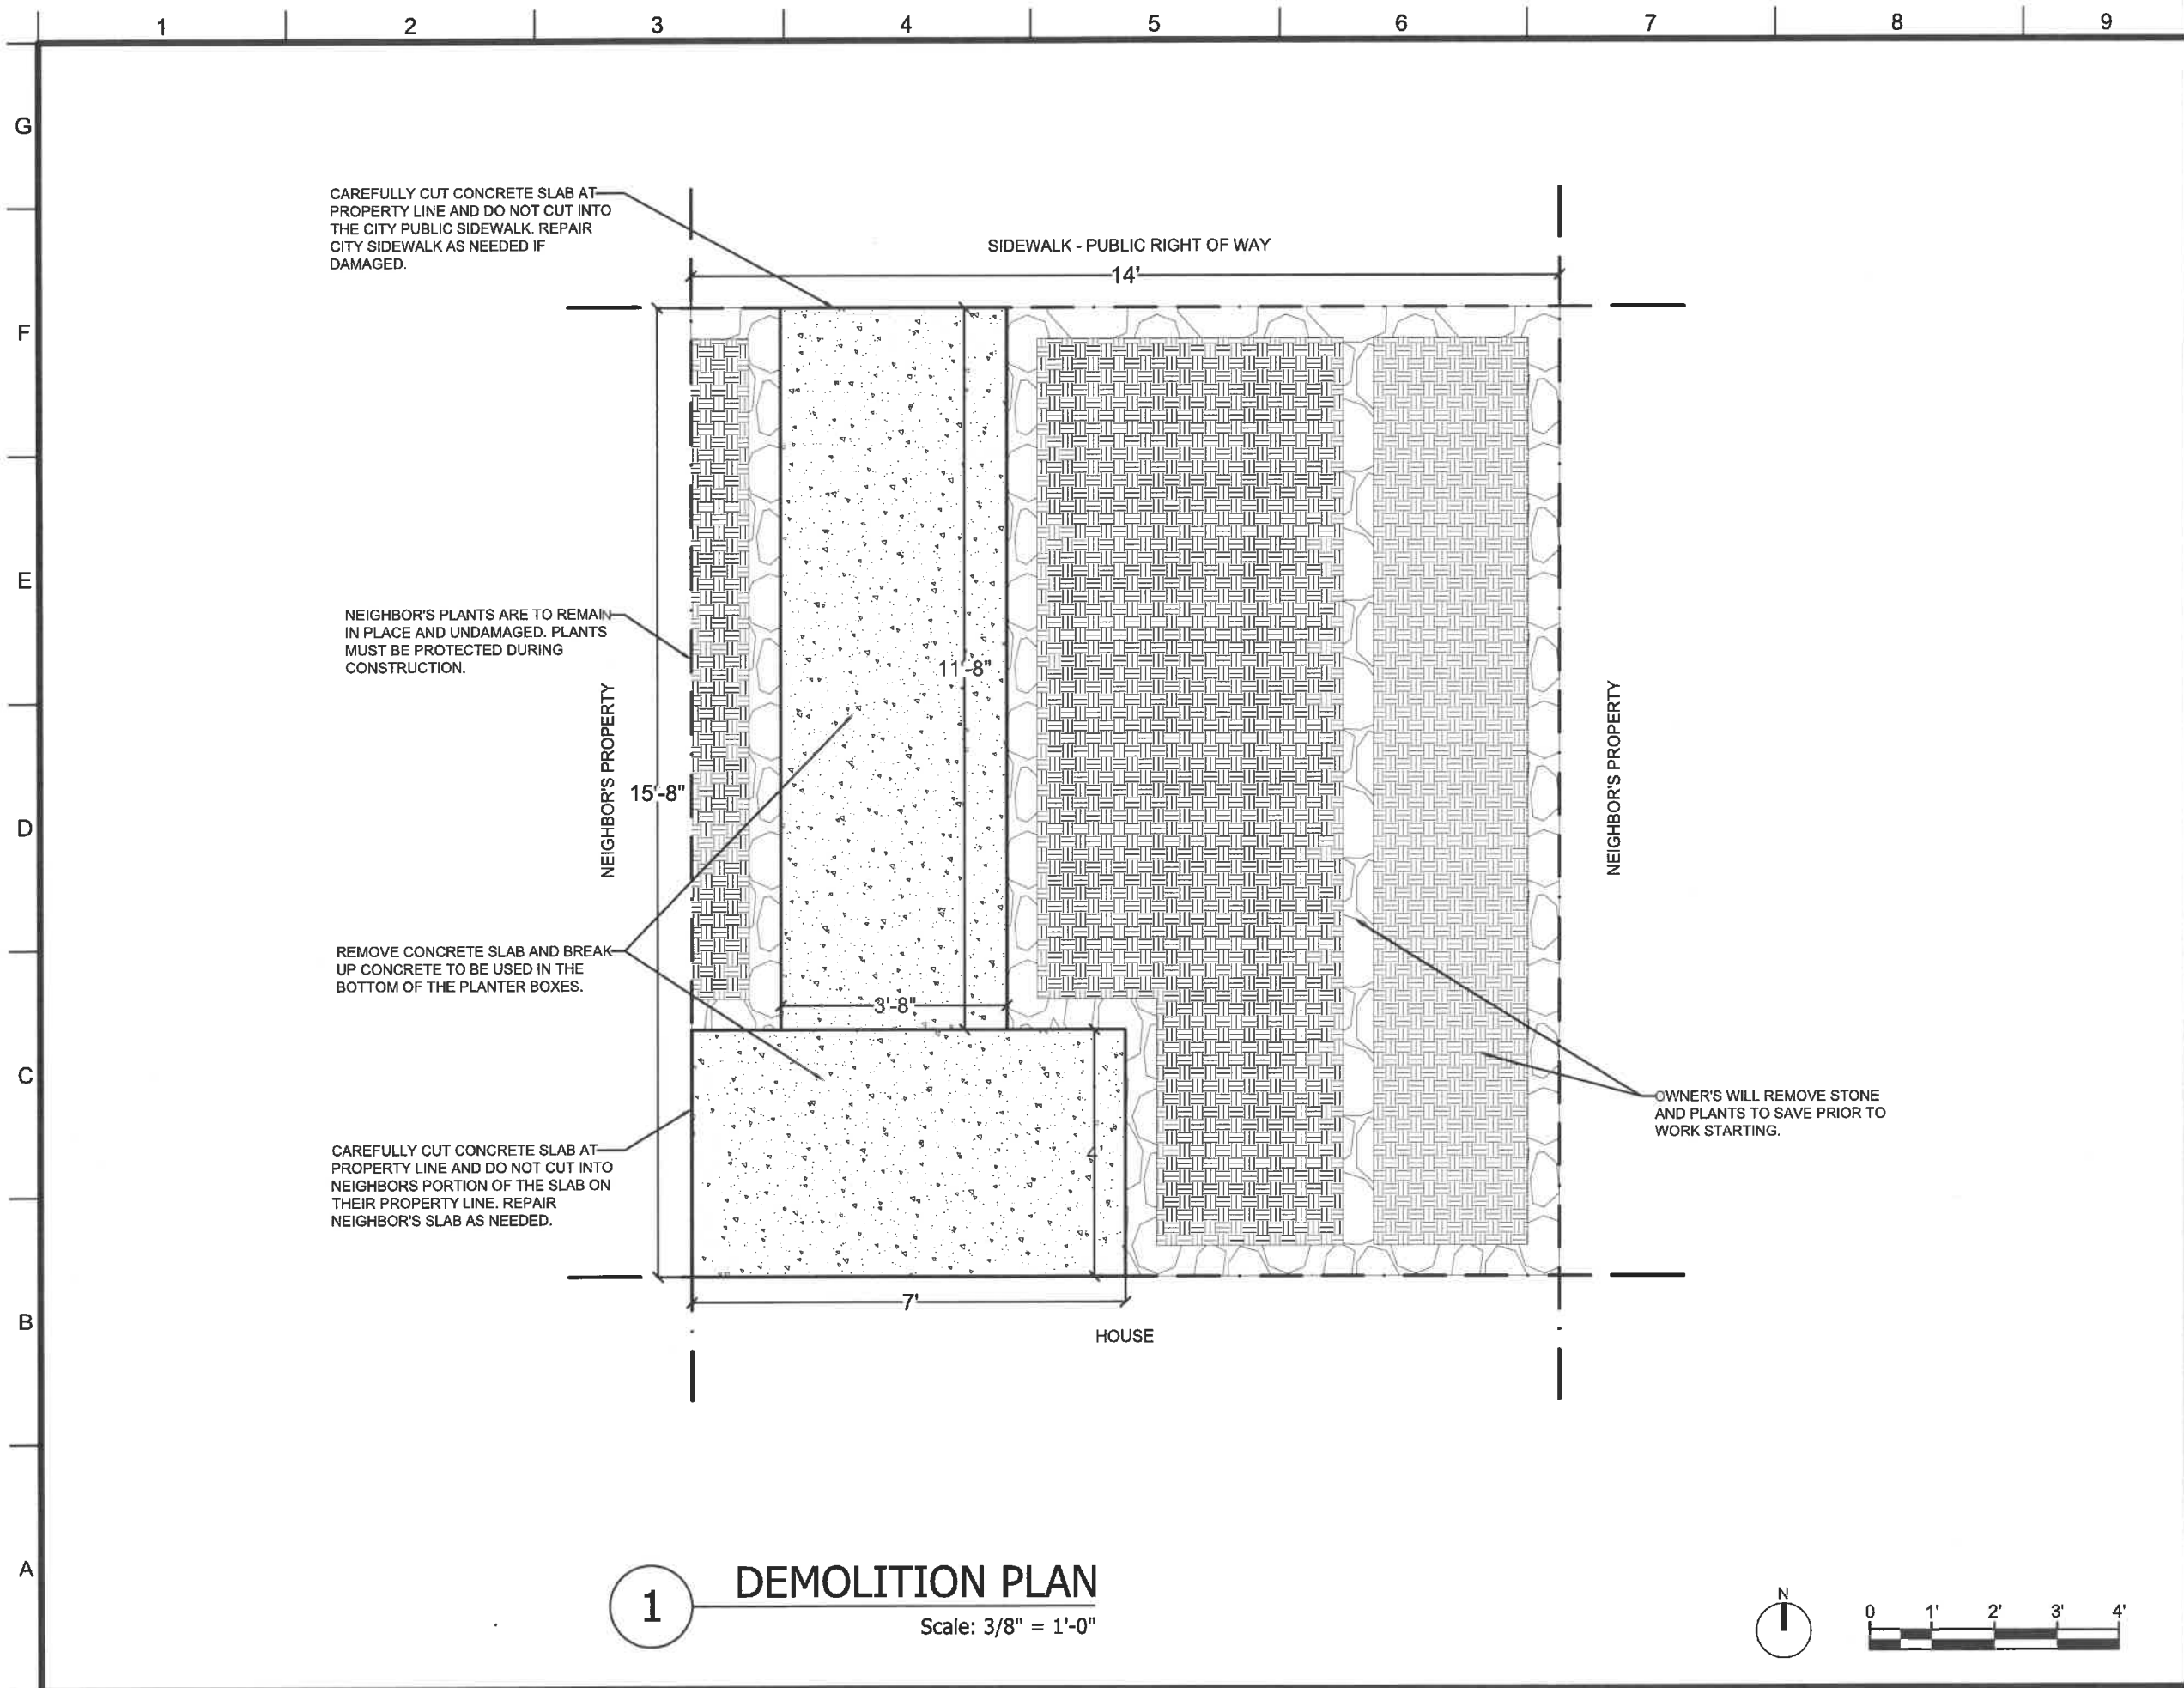 1 2 3 4 5 6 7 8 9
G
F
E
D
C
B
A
CAREFULLY CUT CONCRETE SLAB AT
PROPERTY LINE AND DO NOT CUT INTO
THE CITY PUBLIC SIDEWALK. REPAIR
CITY SIDEWALK AS NEEDED IF
DAMAGED.
SIDEWALK - PUBLIC RIGHT OF WAY
14'
NEIGHBOR'S PLANTS ARE TO REMAIN
IN PLACE AND UNDAMAGED. PLANTS
MUST BE PROTECTED DURING
CONSTRUCTION.
11'-8"
NEIGHBOR'S PROPERTY
15'-8"
NEIGHBOR'S PROPERTY
REMOVE CONCRETE SLAB AND BREAK
UP CONCRETE TO BE USED IN THE
BOTTOM OF THE PLANTER BOXES.
3'-8"
OWNER'S WILL REMOVE STONE
AND PLANTS TO SAVE PRIOR TO
WORK STARTING.
CAREFULLY CUT CONCRETE SLAB AT
PROPERTY LINE AND DO NOT CUT INTO
NEIGHBORS PORTION OF THE SLAB ON
THEIR PROPERTY LINE. REPAIR
NEIGHBOR'S SLAB AS NEEDED.
4'
7'
HOUSE
1
DEMOLITION PLAN
Scale: 3/8" = 1'-0"
N
0 1' 2' 3' 4'